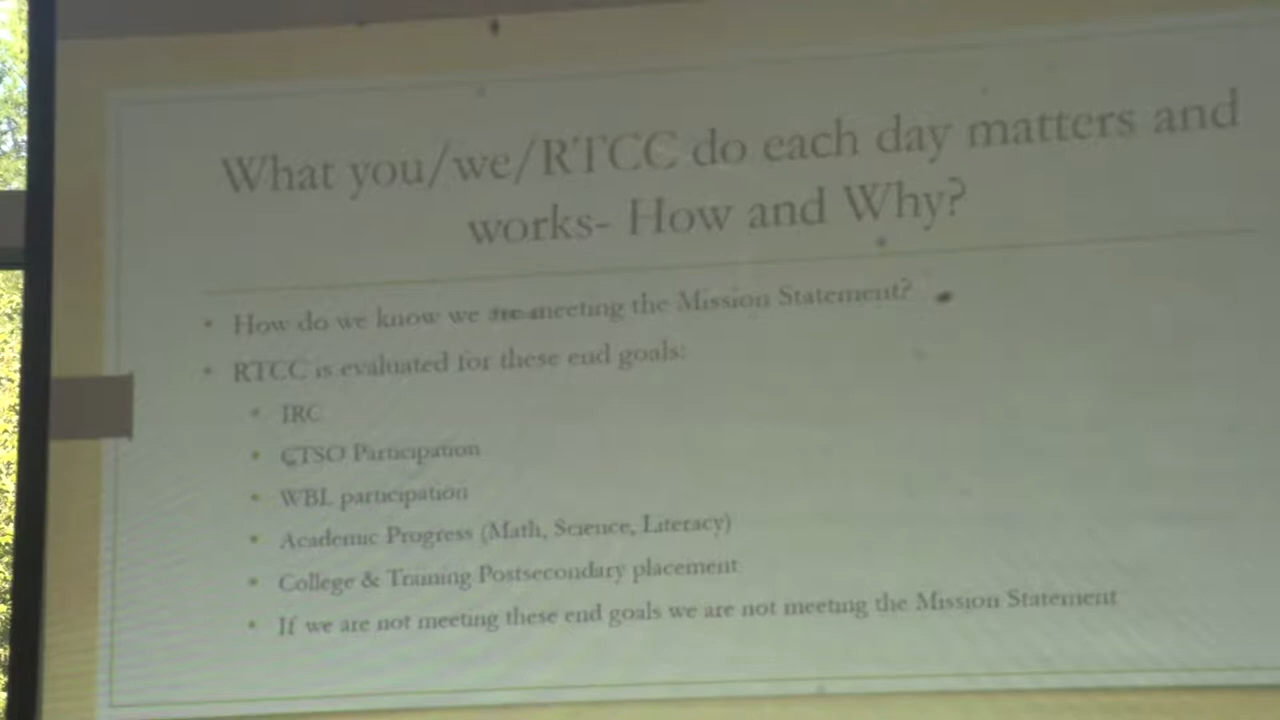 What you/we/RTCC do each day matters and
works- How and Why?
• How do we know we are meeting the Mission Statement?
• RTCC is evaluated for these end goals:
• IRC
• CTSO Participation
• WBL participation
• Academic Progress (Math, Science, Literacy)
• College & Training Postsecondary placement
• If we are not meeting these end goals we are not meeting the Mission Statement